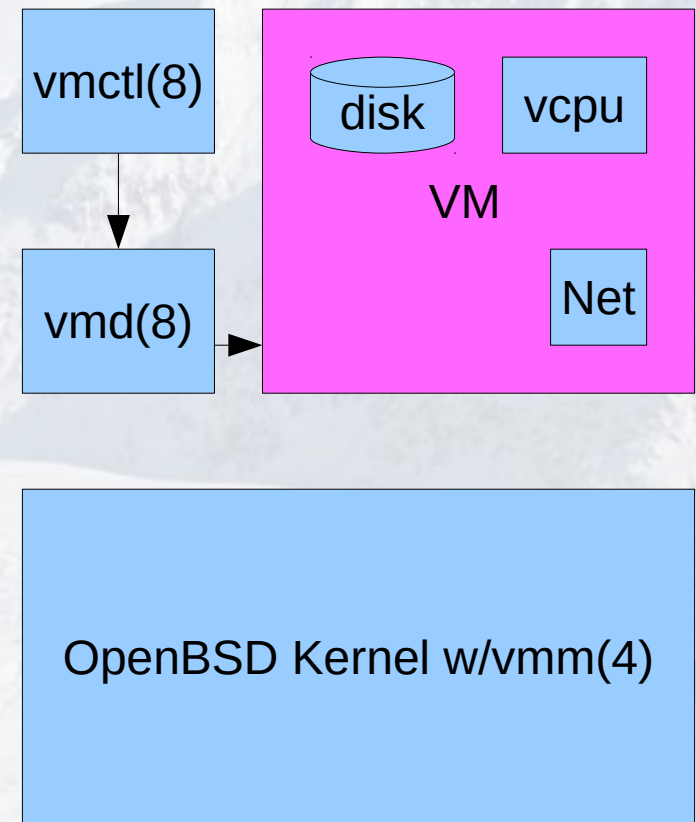 vmctl(8)
disk
vcpu
VM
vmd(8)
Net
OpenBSD Kernel w/vmm(4)